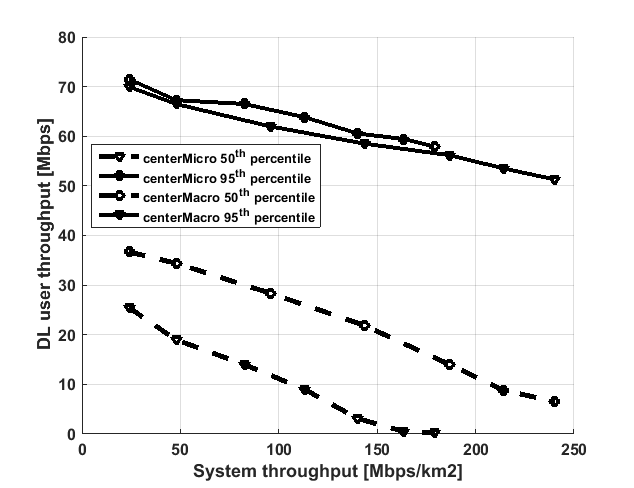 80
70
60
50
40
30
20
10
0
DL user throughput [Mbps]
centerMicro 50th percentile
centerMicro 95th percentile
centerMacro 50th percentile
centerMacro 95th percentile
0 50 100 150 200 250
System throughput [Mbps/km2]